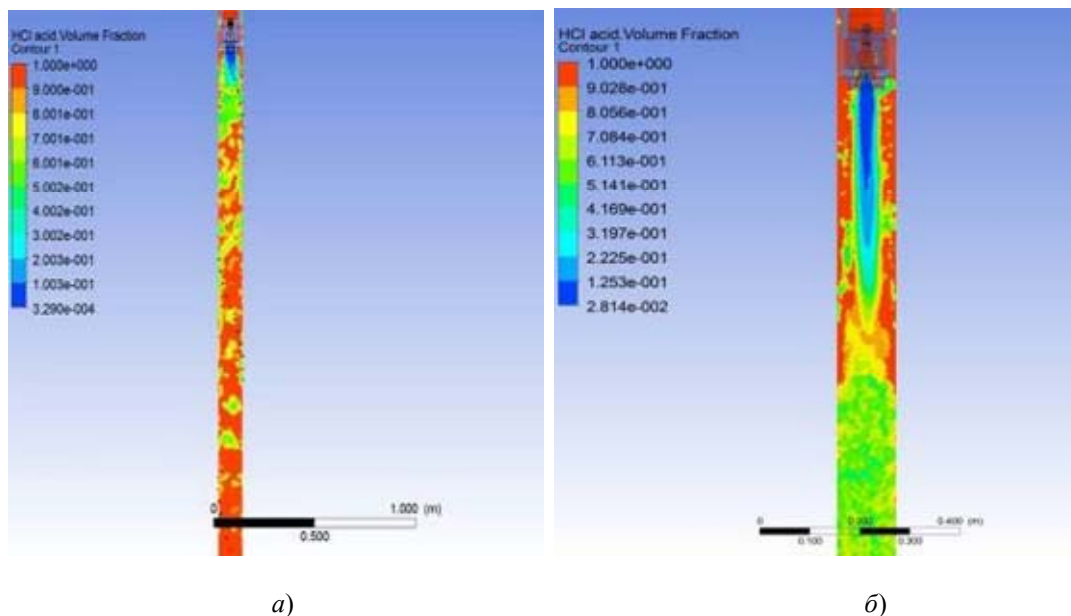 HCl acid.Volume Fraction
Contour 1
1.000e+000
9.000e-001
8.001e-001
7.001e-001
6.001e-001
5.002e-001
4.002e-001
3.002e-001
2.003e-001
1.003e-001
3.290e-004
0
1.000 (m)
0.500
а)
HCl acid.Volume Fraction
Contour 1
1.000e+000
9.028e-001
8.056e-001
7.084e-001
6.113e-001
5.141e-001
4.169e-001
3.197e-001
2.225e-001
1.253e-001
2.814e-002
0
0.200
0.400 (m)
0.100
0.300
б)